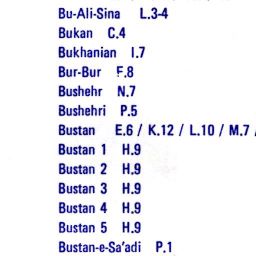 Bu-Ali-Sina L.3-4
Bukan C.4
Bukhanian I.7
Bur-Bur F.8
Bushehr N.7
Bushehri P.5
Bustan E.6 / K.12 / L.10 / M.7 /
Bustan 1 H.9
Bustan 2 H.9
Bustan 3 H.9
Bustan 4 H.9
Bustan 5 H.9
Bustan-e-Sa'adi P.1